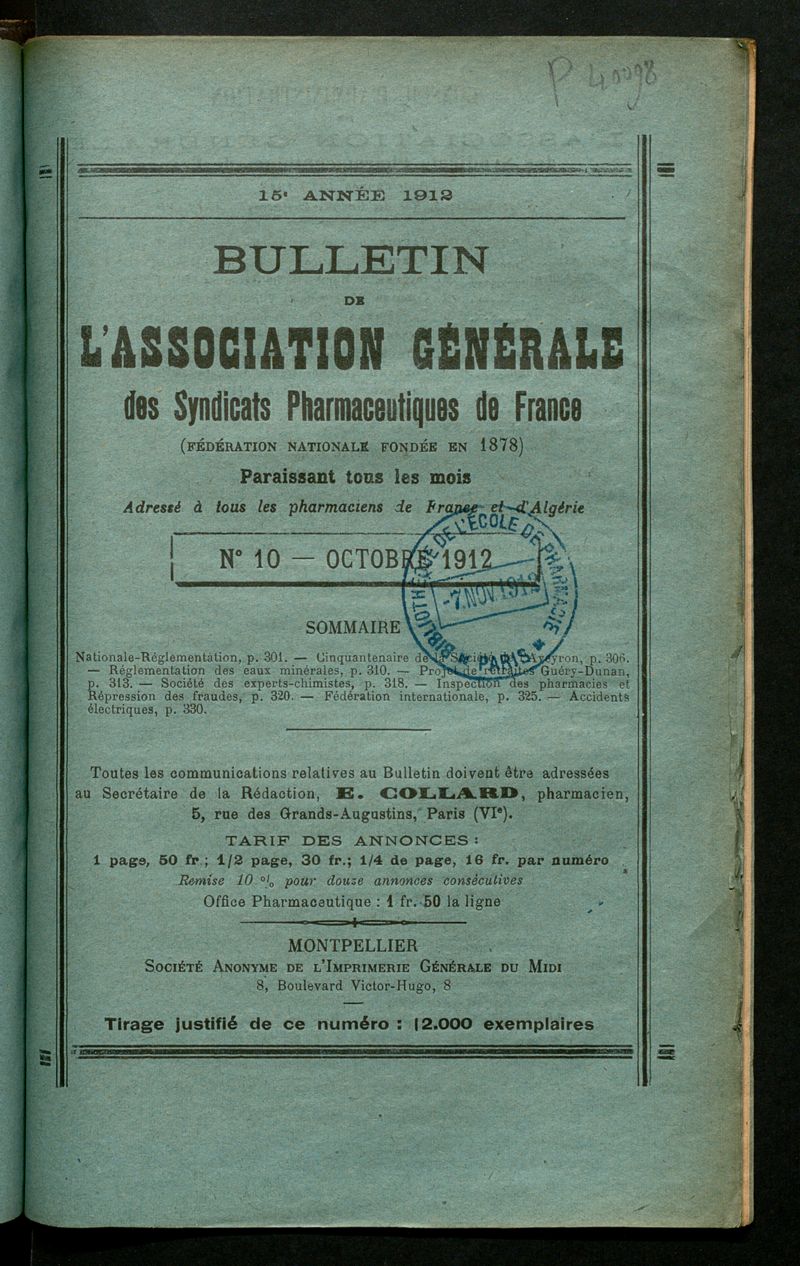 P 40098
15e ANNÉE 1912
BULLETIN
DE
L'ASSOCIATION GÉNÉRALE
des Syndicats Pharmaceutiques de France
(FÉDÉRATION NATIONALE FONDÉE EN 1878)
Paraissant tous les mois
Adressé à tous les pharmaciens de France et d'Algérie
N° 10 — OCTOBRE 1912
BIBLIOTHÈQUE DE L'ÉCOLE DE PHARMACIE
-7 NOV 1912
PARIS
SOMMAIRE
Nationale-Réglementation, p. 301. — Cinquantenaire de la Société de l'Aveyron, p. 306.
— Réglementation des eaux minérales, p. 310. — Projet de retraites Guéry-Dunan,
p. 313. — Société des experts-chimistes, p. 318. — Inspection des pharmacies et
Répression des fraudes, p. 320. — Fédération internationale, p. 325. — Accidents
électriques, p. 330.
Toutes les communications relatives au Bulletin doivent être adressées
au Secrétaire de la Rédaction, E. COLLARD, pharmacien,
5, rue des Grands-Augustins, Paris (VIe).
TARIF DES ANNONCES :
1 page, 50 fr ; 1/2 page, 30 fr.; 1/4 de page, 16 fr. par numéro
Remise 10 % pour douze annonces consécutives
Office Pharmaceutique : 1 fr. 50 la ligne
MONTPELLIER
SOCIÉTÉ ANONYME DE L'IMPRIMERIE GÉNÉRALE DU MIDI
8, Boulevard Victor-Hugo, 8
Tirage justifié de ce numéro : 12.000 exemplaires